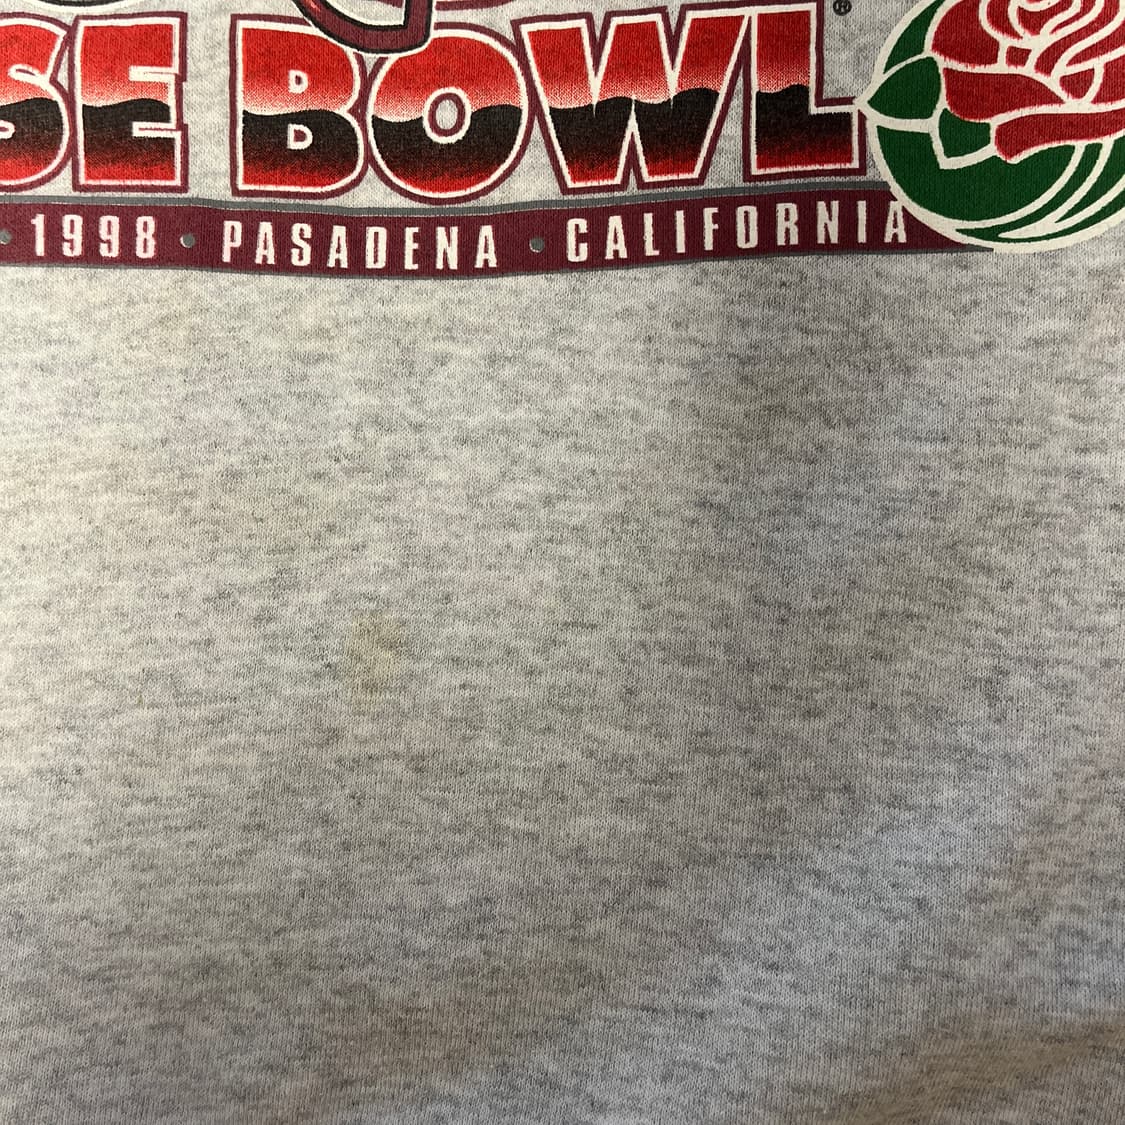 SE BOWL®
· 1998 · PASADENA · CALIFORNIA